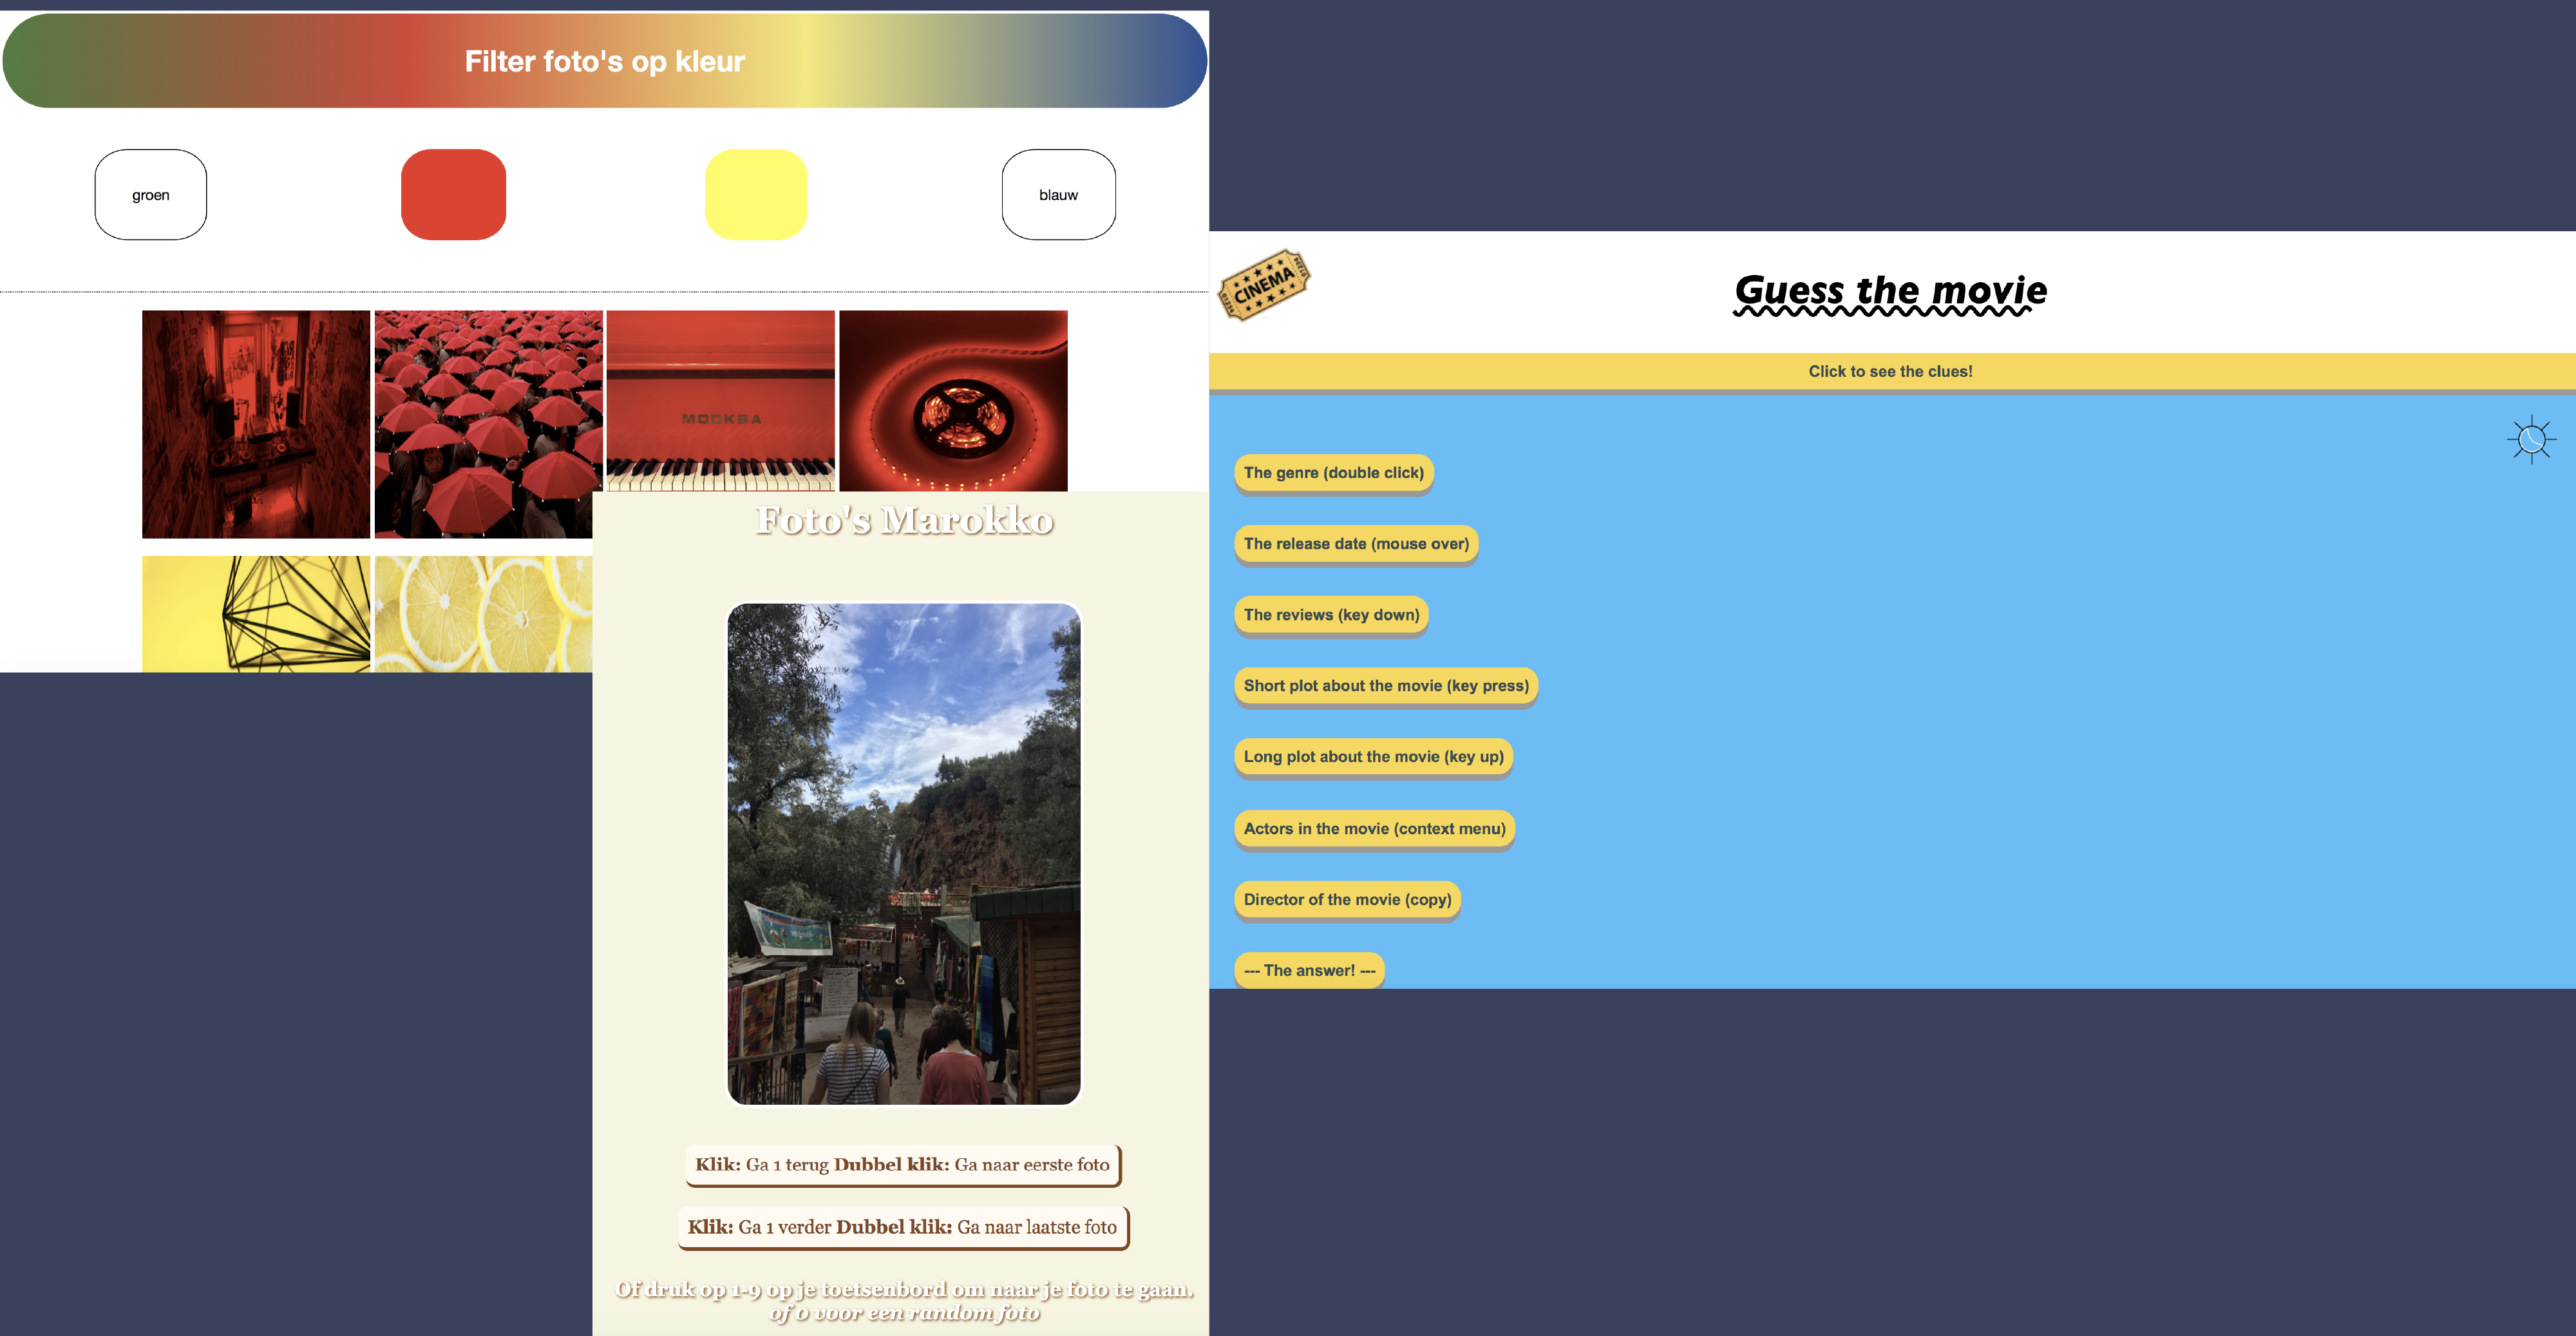 Filter foto's op kleur
groen
blauw
МОСКВА
Foto's Marokko
Klik: Ga 1 terug Dubbel klik: Ga naar eerste foto
Klik: Ga 1 verder Dubbel klik: Ga naar laatste foto
Of druk op 1-9 op je toetsenbord om naar je foto te gaan.
of 0 voor een random foto
CINEMA
Guess the movie
Click to see the clues!
The genre (double click)
The release date (mouse over)
The reviews (key down)
Short plot about the movie (key press)
Long plot about the movie (key up)
Actors in the movie (context menu)
Director of the movie (copy)
--- The answer! ---